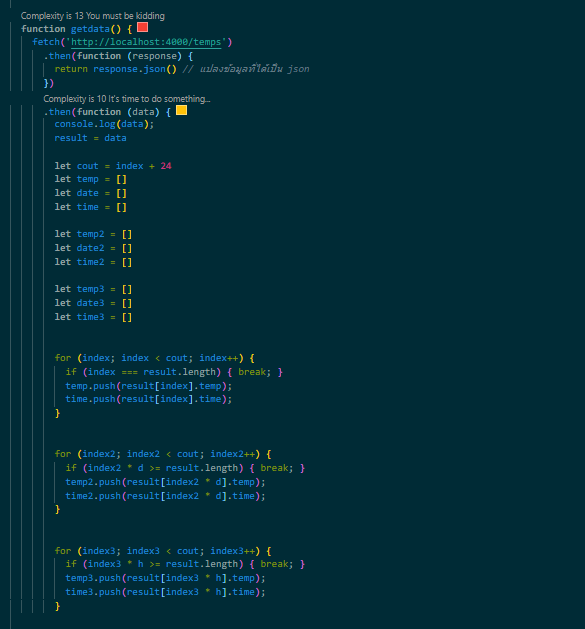 Complexity is 13 You must be kidding
function getdata() {
fetch('http://localhost:4000/temps')
.then(function (response) {
return response.json() // แปลงข้อมูลที่ได้เป็น json
})
Complexity is 10 It's time to do something...
.then(function (data) {
console.log(data);
result = data
let cout = index + 24
let temp = []
let date = []
let time = []
let temp2 = []
let date2 = []
let time2 = []
let temp3 = []
let date3 = []
let time3 = []
for (index; index < cout; index++) {
if (index === result.length) { break; }
temp.push(result[index].temp);
time.push(result[index].time);
}
for (index2; index2 < cout; index2++) {
if (index2 * d >= result.length) { break; }
temp2.push(result[index2 * d].temp);
time2.push(result[index2 * d].time);
}
for (index3; index3 < cout; index3++) {
if (index3 * h >= result.length) { break; }
temp3.push(result[index3 * h].temp);
time3.push(result[index3 * h].time);
}